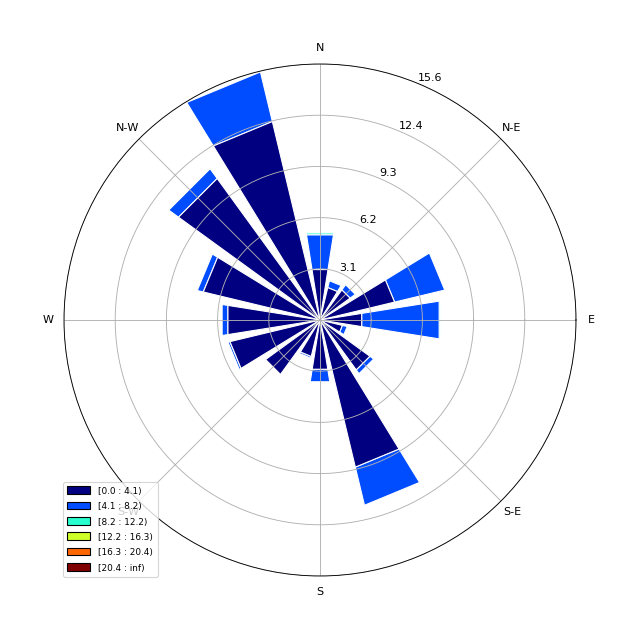 N
15.6
12.4
N-W
N-E
9.3
6.2
3.1
W
E
[0.0 : 4.1)
[4.1 : 8.2)
S-W
S-E
[8.2 : 12.2)
[12.2 : 16.3)
[16.3 : 20.4)
[20.4 : inf)
S